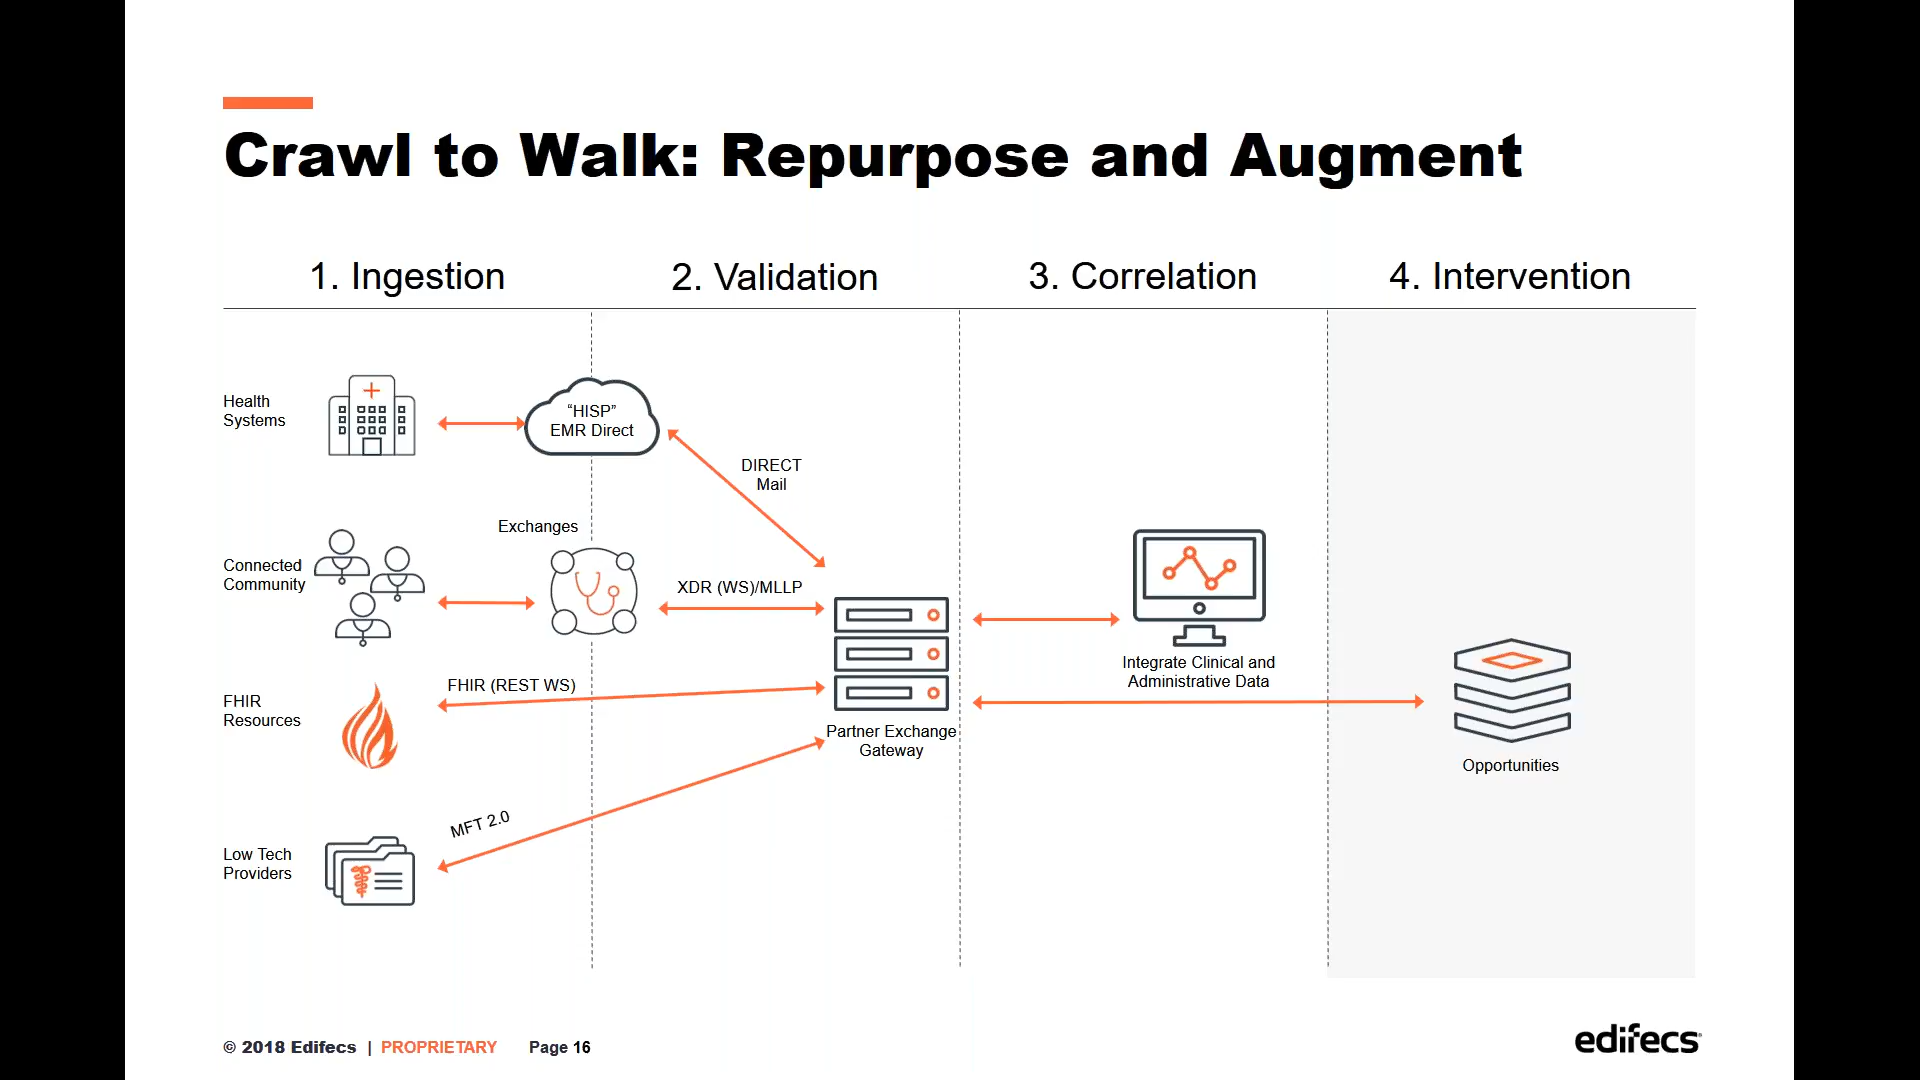 Crawl to Walk: Repurpose and Augment
1. Ingestion
2. Validation
3. Correlation
4. Intervention
Health
Systems
“HISP”
EMR Direct
DIRECT
Mail
Exchanges
Connected
Community
XDR (WS)/MLLP
Integrate Clinical and
Administrative Data
FHIR (REST WS)
FHIR
Resources
Partner Exchange
Gateway
Opportunities
MFT 2.0
Low Tech
Providers
© 2018 Edifecs | PROPRIETARY Page 16
edifecs